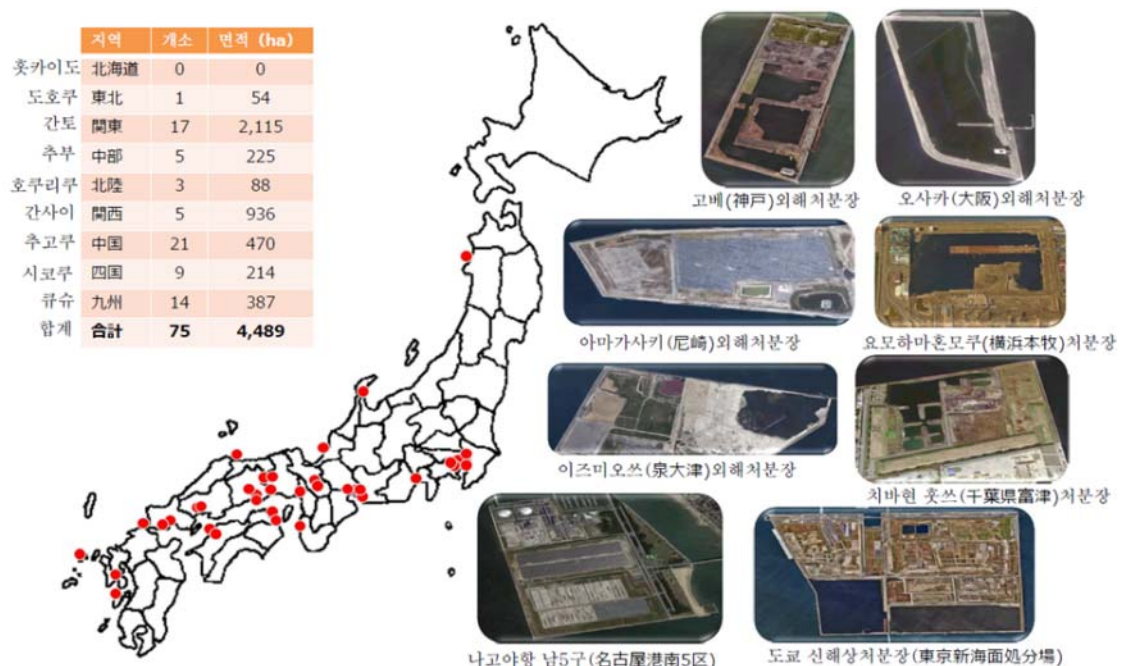 지역 개소 면적 (ha)
홋카이도 北海道 0 0
도호쿠 東北 1 54
간토 関東 17 2,115
추부 中部 5 225
호쿠리쿠 北陸 3 88
간사이 関西 5 936
추고쿠 中国 21 470
시코쿠 四国 9 214
큐슈 九州 14 387
합계 合計 75 4,489
고베(神戸)외해처분장
오사카(大阪)외해처분장
아마가사키(尼崎)외해처분장
요모하마혼모쿠(横浜本牧)처분장
이즈미오쓰(泉大津)외해처분장
치바현 훗쓰(千葉県富津)처분장
나고야항 남5구(名古屋港南5区)
도쿄 신해상처분장(東京新海面処分場)